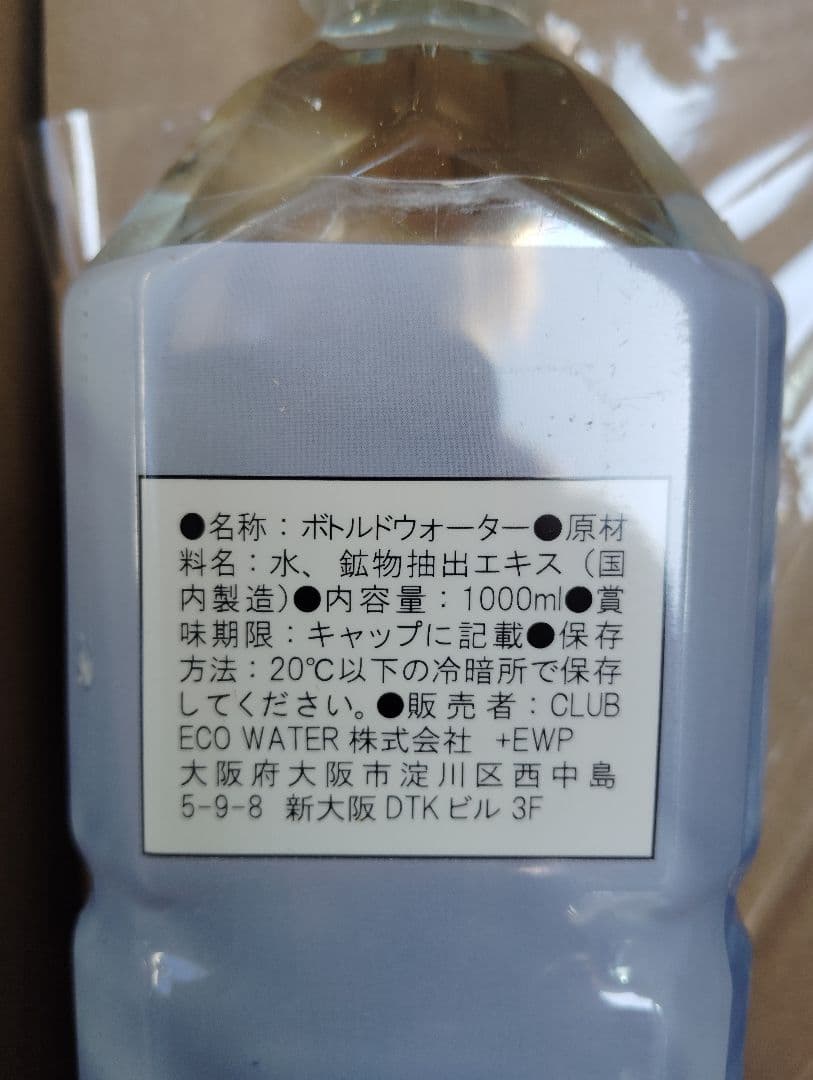 ●名称：ボトルドウォーター●原材
料名：水、鉱物抽出エキス（国
内製造）●内容量：1000ml●賞
味期限：キャップに記載●保存
方法：20℃以下の冷暗所で保存
してください。●販売者：CLUB
ECO WATER 株式会社 +EWP
大阪府大阪市淀川区西中島
5-9-8 新大阪DTKビル 3F